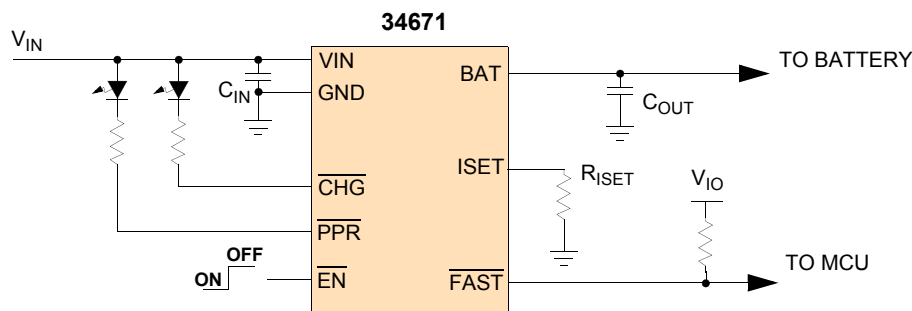 34671
VIN
VIN
BAT
TO BATTERY
CIN
GND
COUT
ISET
RISET
VIO
CHG
PPR
OFF
ON
EN
FAST
TO MCU